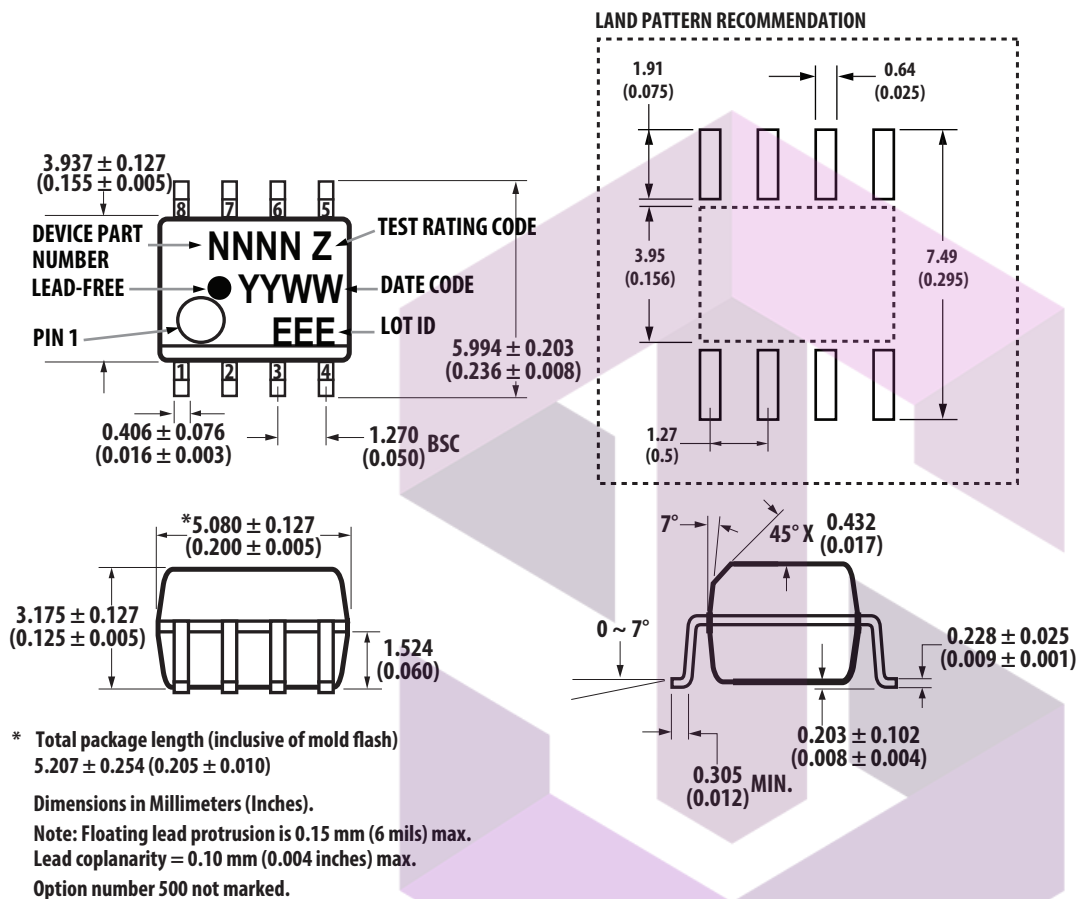 LAND PATTERN RECOMMENDATION
1.91
(0.075)
0.64
(0.025)
3.95
(0.156)
7.49
(0.295)
1.27
(0.5)
3.937 ± 0.127
(0.155 ± 0.005)
8 7 6 5
DEVICE PART
NUMBER
NNNN Z
TEST RATING CODE
LEAD-FREE
YYWW
DATE CODE
PIN 1
EEE
LOT ID
1 2 3 4
5.994 ± 0.203
(0.236 ± 0.008)
0.406 ± 0.076
(0.016 ± 0.003)
1.270
(0.050) BSC
*5.080 ± 0.127
(0.200 ± 0.005)
3.175 ± 0.127
(0.125 ± 0.005)
1.524
(0.060)
7°
45° X 0.432
(0.017)
0 ~ 7°
0.228 ± 0.025
(0.009 ± 0.001)
0.203 ± 0.102
(0.008 ± 0.004)
0.305
(0.012) MIN.
* Total package length (inclusive of mold flash)
5.207 ± 0.254 (0.205 ± 0.010)
Dimensions in Millimeters (Inches).
Note: Floating lead protrusion is 0.15 mm (6 mils) max.
Lead coplanarity = 0.10 mm (0.004 inches) max.
Option number 500 not marked.